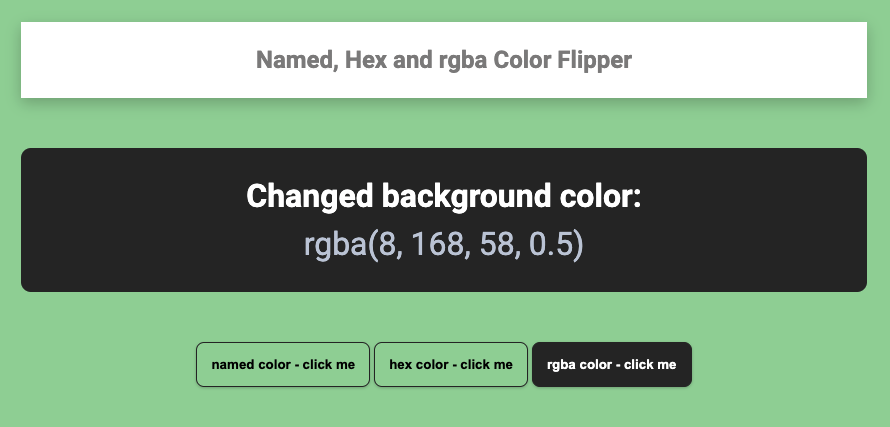 Named, Hex and rgba Color Flipper
Changed background color:
rgba(8, 168, 58, 0.5)
named color - click me
hex color - click me
rgba color - click me